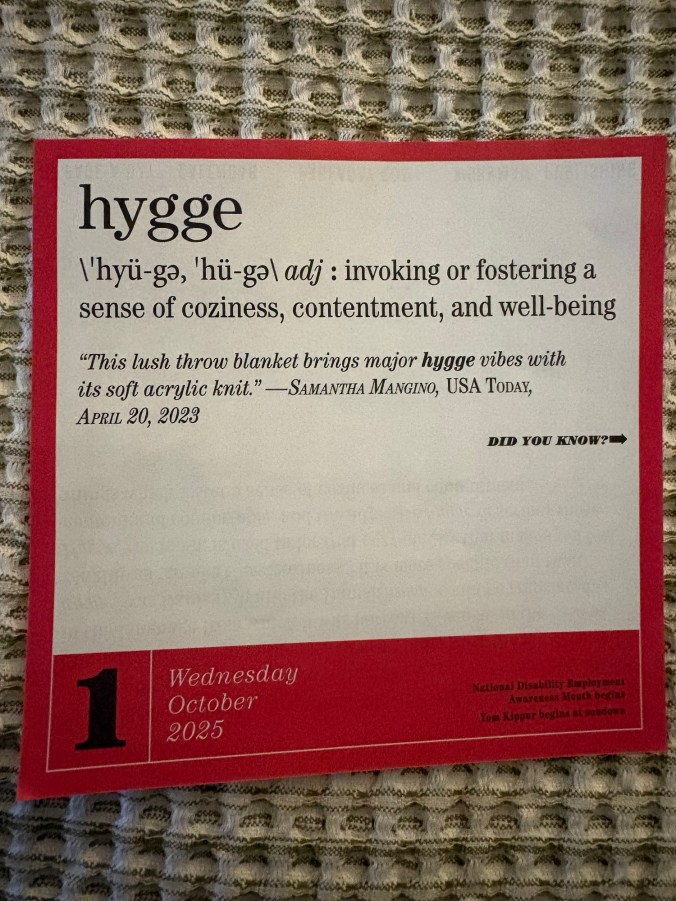 hygge
\ˈhyü-gə, ˈhü-gə\ adj : invoking or fostering a
sense of coziness, contentment, and well-being
“This lush throw blanket brings major hygge vibes with
its soft acrylic knit.” —Samantha Mangino, USA Today,
April 20, 2023
DID YOU KNOW?➡
1
Wednesday
October
2025
National Disability Employment
Awareness Month begins
Yom Kippur begins at sundown